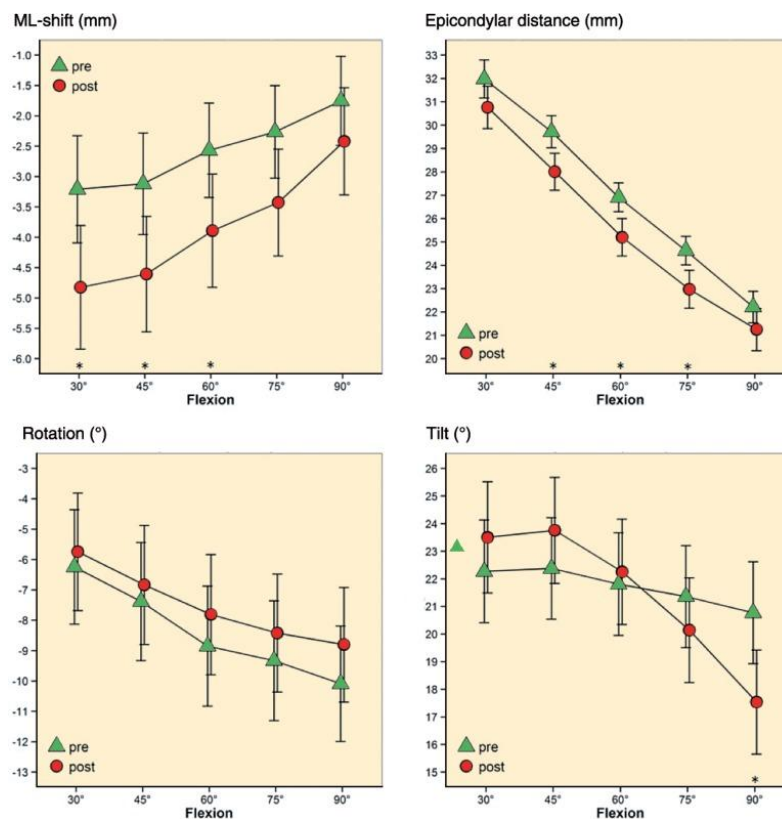 ML-shift (mm)
-1.0
-1.5
-2.0
-2.5
-3.0
-3.5
-4.0
-4.5
-5.0
-5.5
-6.0
pre
post
* * *
30° 45° 60° 75° 90°
Flexion
Epicondylar distance (mm)
33
32
31
30
29
28
27
26
25
24
23
22
21
20
pre
post
* * *
30° 45° 60° 75° 90°
Flexion
Rotation (°)
-3
-4
-5
-6
-7
-8
-9
-10
-11
-12
-13
pre
post
30° 45° 60° 75° 90°
Flexion
Tilt (°)
26
25
24
23
22
21
20
19
18
17
16
15
pre
post
*
30° 45° 60° 75° 90°
Flexion